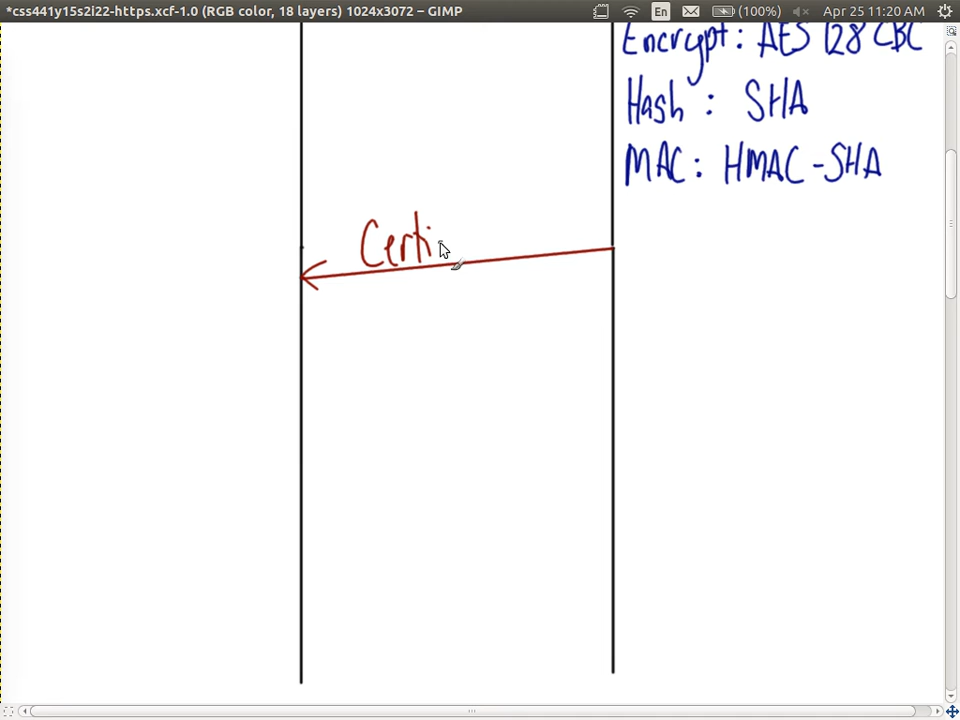 *css441y15s2i22-https.xcf-1.0 (RGB color, 18 layers) 1024x3072 – GIMP
En
(100%)
Apr 25 11:20 AM
Encrypt: AES 128 CBC
Hash : SHA
MAC: HMAC-SHA
Certi